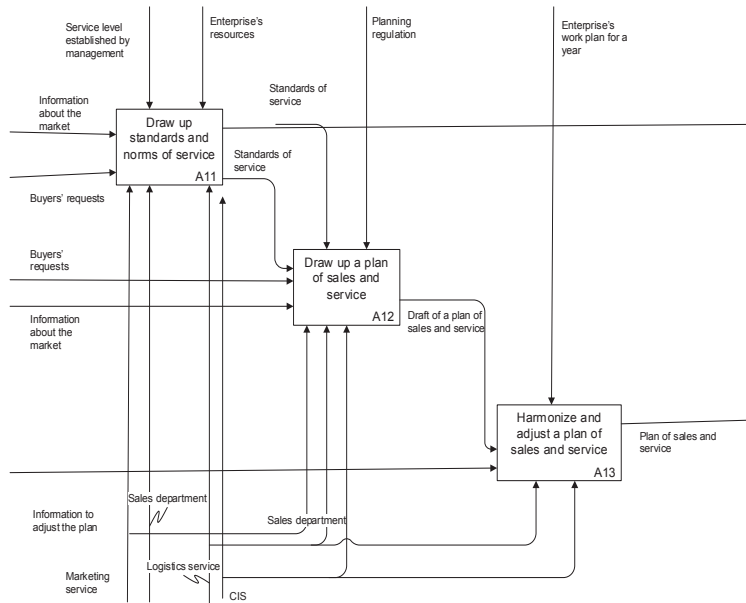 Service level
established by
management
Enterprise's
resources
Planning
regulation
Enterprise's
work plan for a
year
Information
about the
market
Draw up
standards and
norms of service
A11
Standards of
service
Standards of
service
Buyers' requests
Buyers'
requests
Draw up a plan
of sales and
service
A12
Information
about the
market
Draft of a plan of
sales and service
Harmonize and
adjust a plan of
sales and service
A13
Plan of sales and
service
Information to
adjust the plan
Sales department
Sales department
Marketing
service
Logistics service
CIS